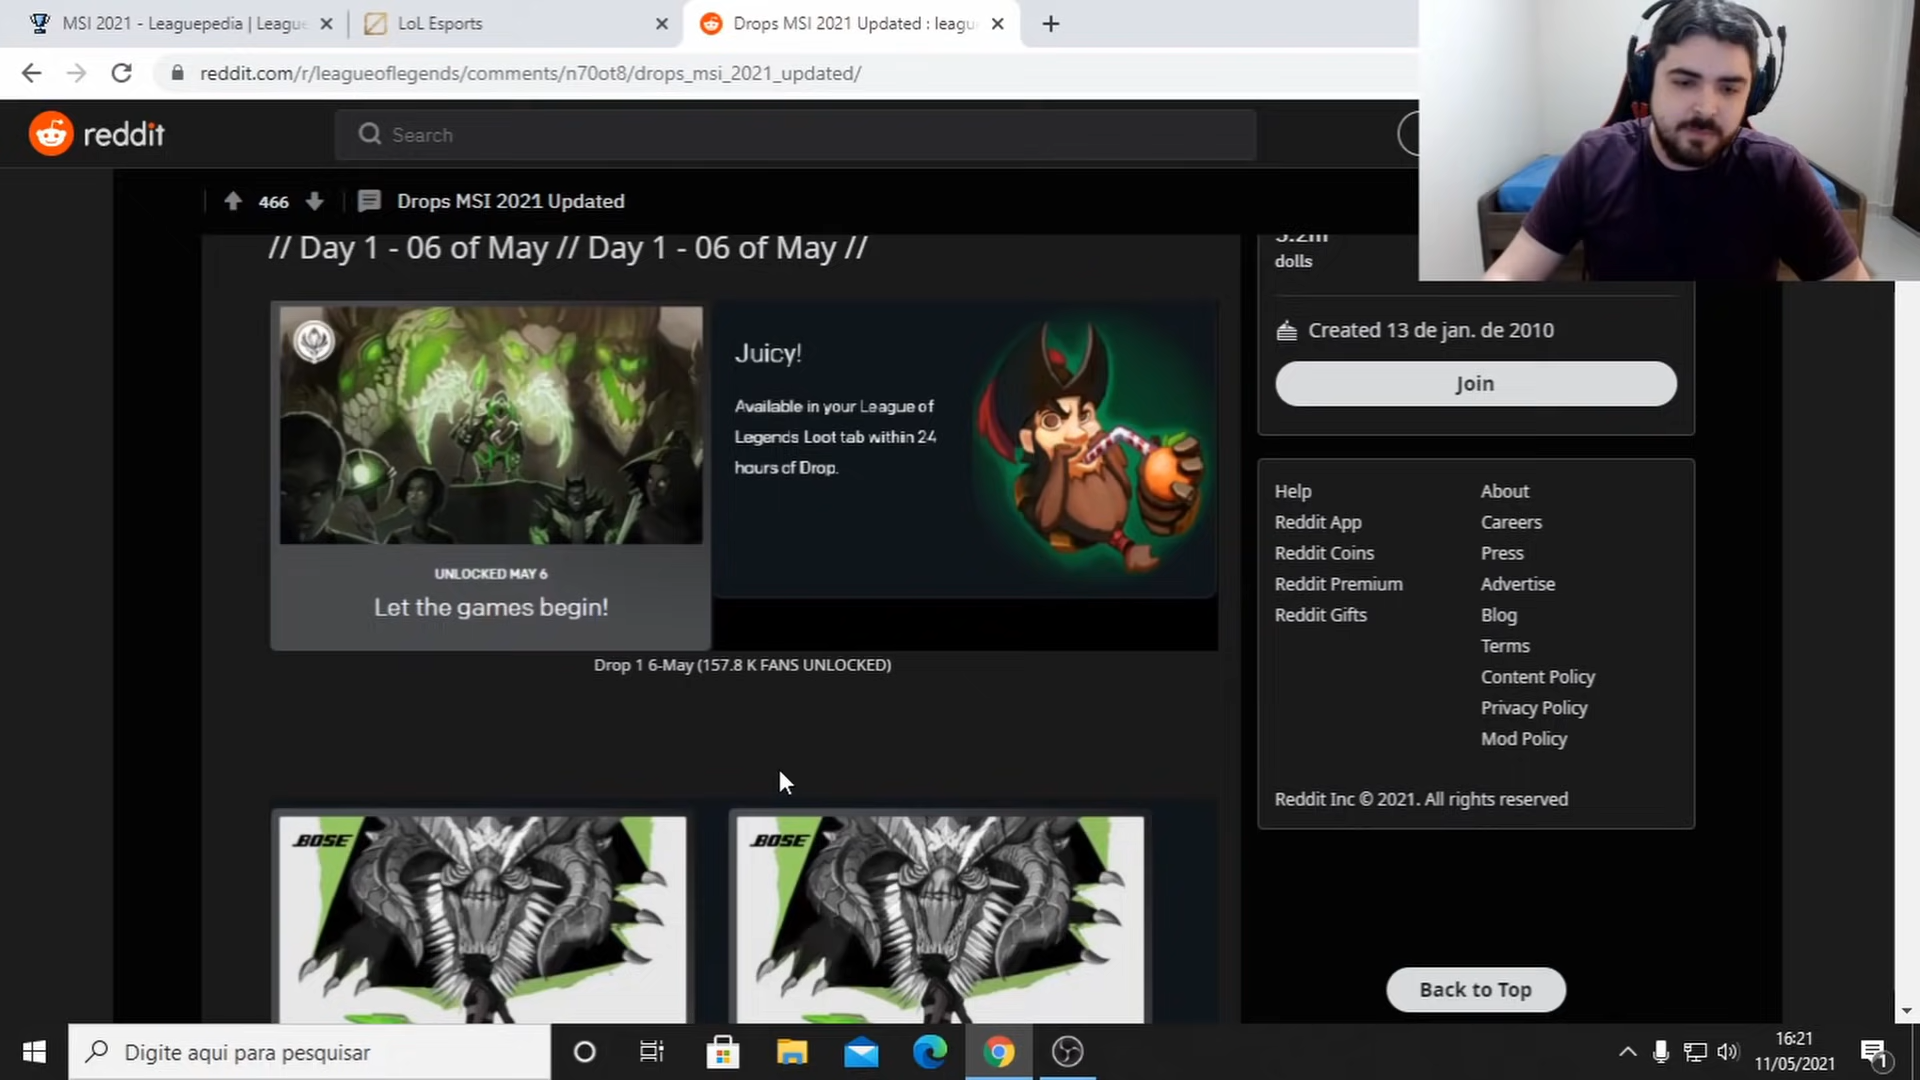 MSI 2021 - Leaguepedia | League
LoL Esports
Drops MSI 2021 Updated : leagu
reddit.com/r/leagueoflegends/comments/n70ot8/drops_msi_2021_updated/
reddit
Search
466
Drops MSI 2021 Updated
// Day 1 - 06 of May // Day 1 - 06 of May //
UNLOCKED MAY 6
Let the games begin!
Juicy!
Available in your League of
Legends Loot tab within 24
hours of Drop.
Drop 1 6-May (157.8 K FANS UNLOCKED)
BOSE
BOSE
dolls
Created 13 de jan. de 2010
Join
Help
About
Reddit App
Careers
Reddit Coins
Press
Reddit Premium
Advertise
Reddit Gifts
Blog
Terms
Content Policy
Privacy Policy
Mod Policy
Reddit Inc © 2021. All rights reserved
Back to Top
Digite aqui para pesquisar
16:21
11/05/2021
1